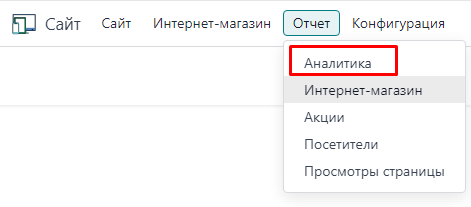 Сайт Сайт Интернет-магазин Отчет Конфигурация
Аналитика
Интернет-магазин
Акции
Посетители
Просмотры страницы